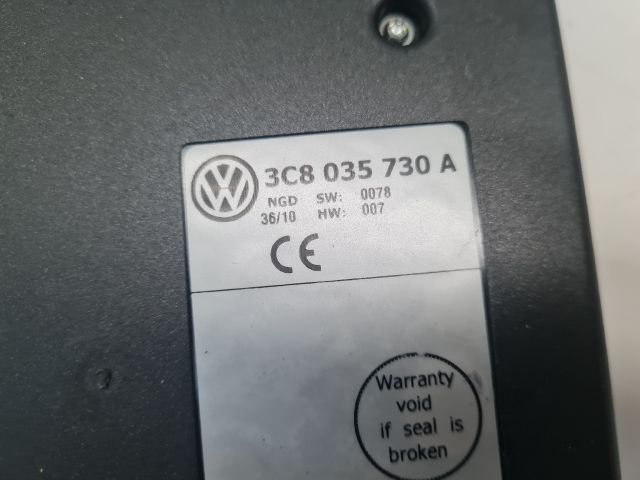 3C8 035 730 A
NGD SW: 0078
36/10 HW: 007
CE
Warranty
void
if seal is
broken